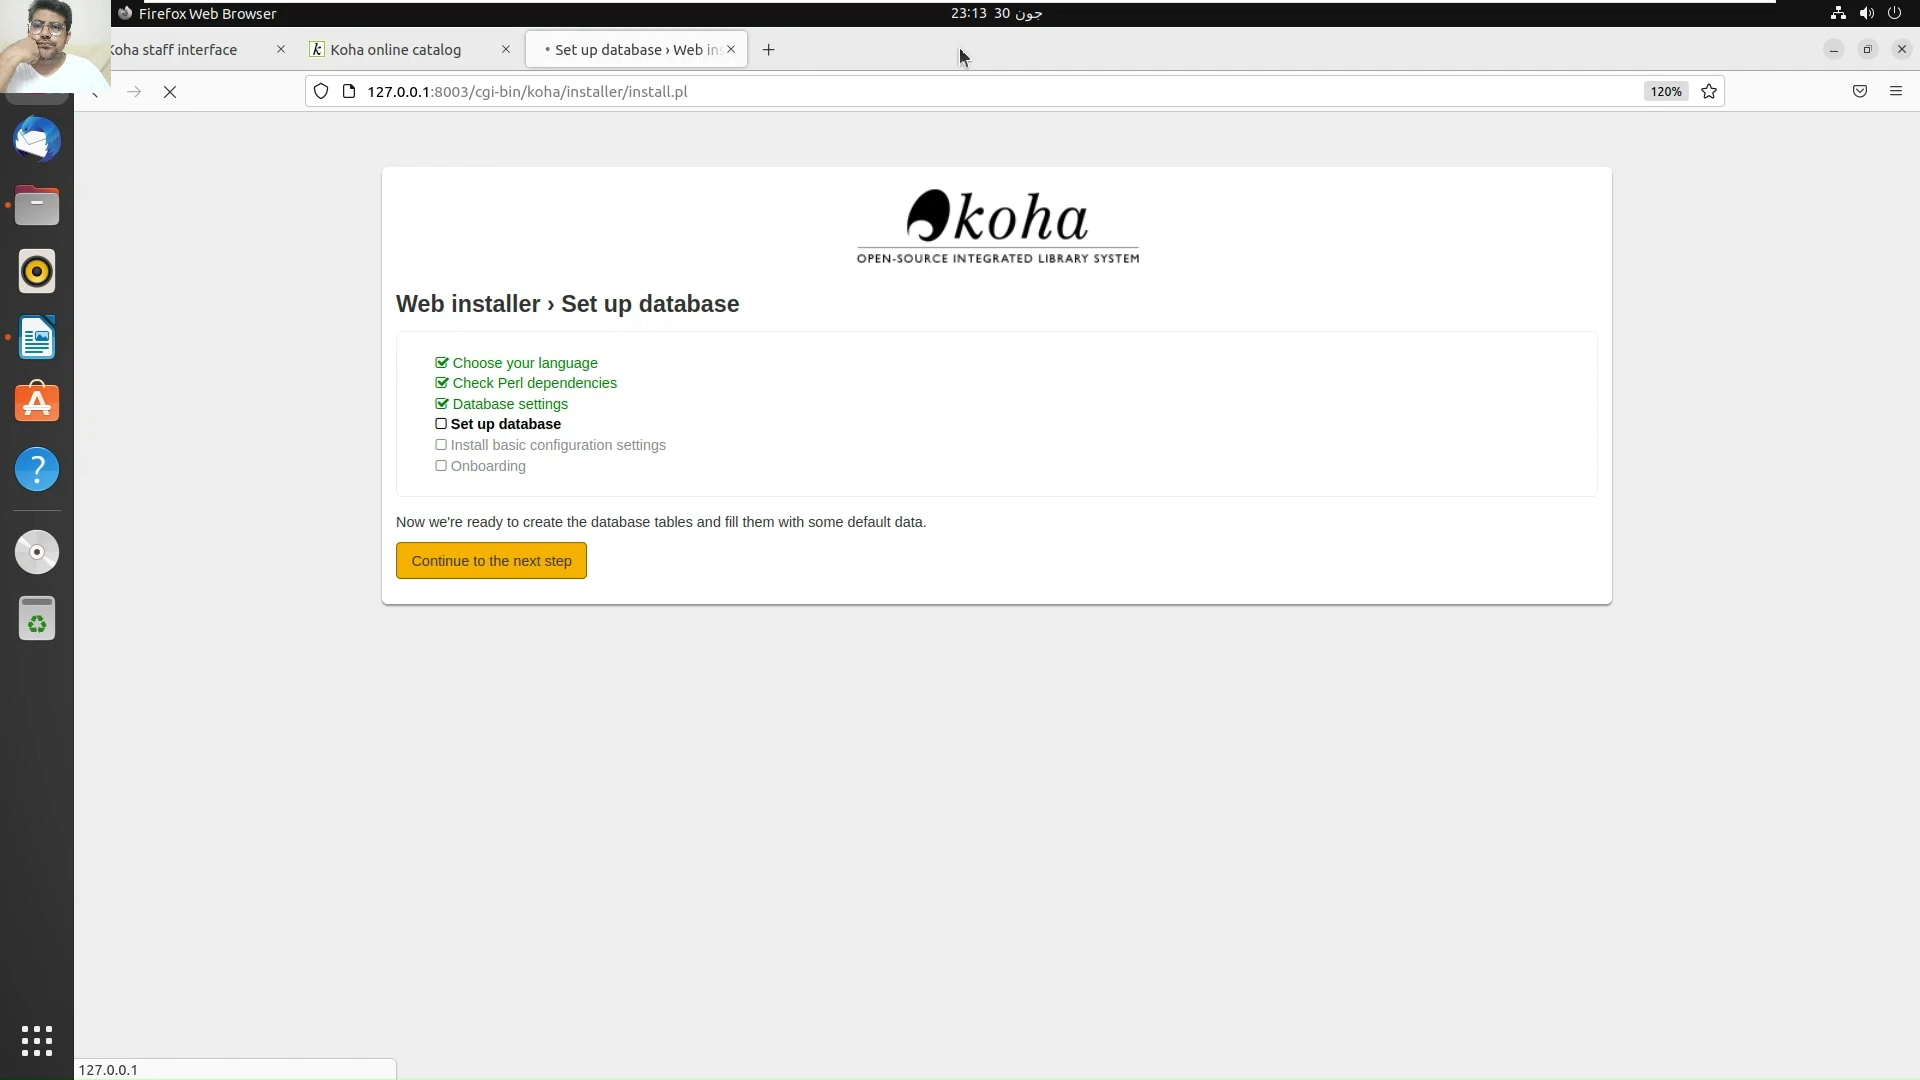 Firefox Web Browser
23:13  30 جون
Koha staff interface
Koha online catalog
Set up database › Web ins
127.0.0.1:8003/cgi-bin/koha/installer/install.pl
120%
koha
OPEN-SOURCE INTEGRATED LIBRARY SYSTEM
Web installer › Set up database
Choose your language
Check Perl dependencies
Database settings
Set up database
Install basic configuration settings
Onboarding
Now we're ready to create the database tables and fill them with some default data.
Continue to the next step
127.0.0.1